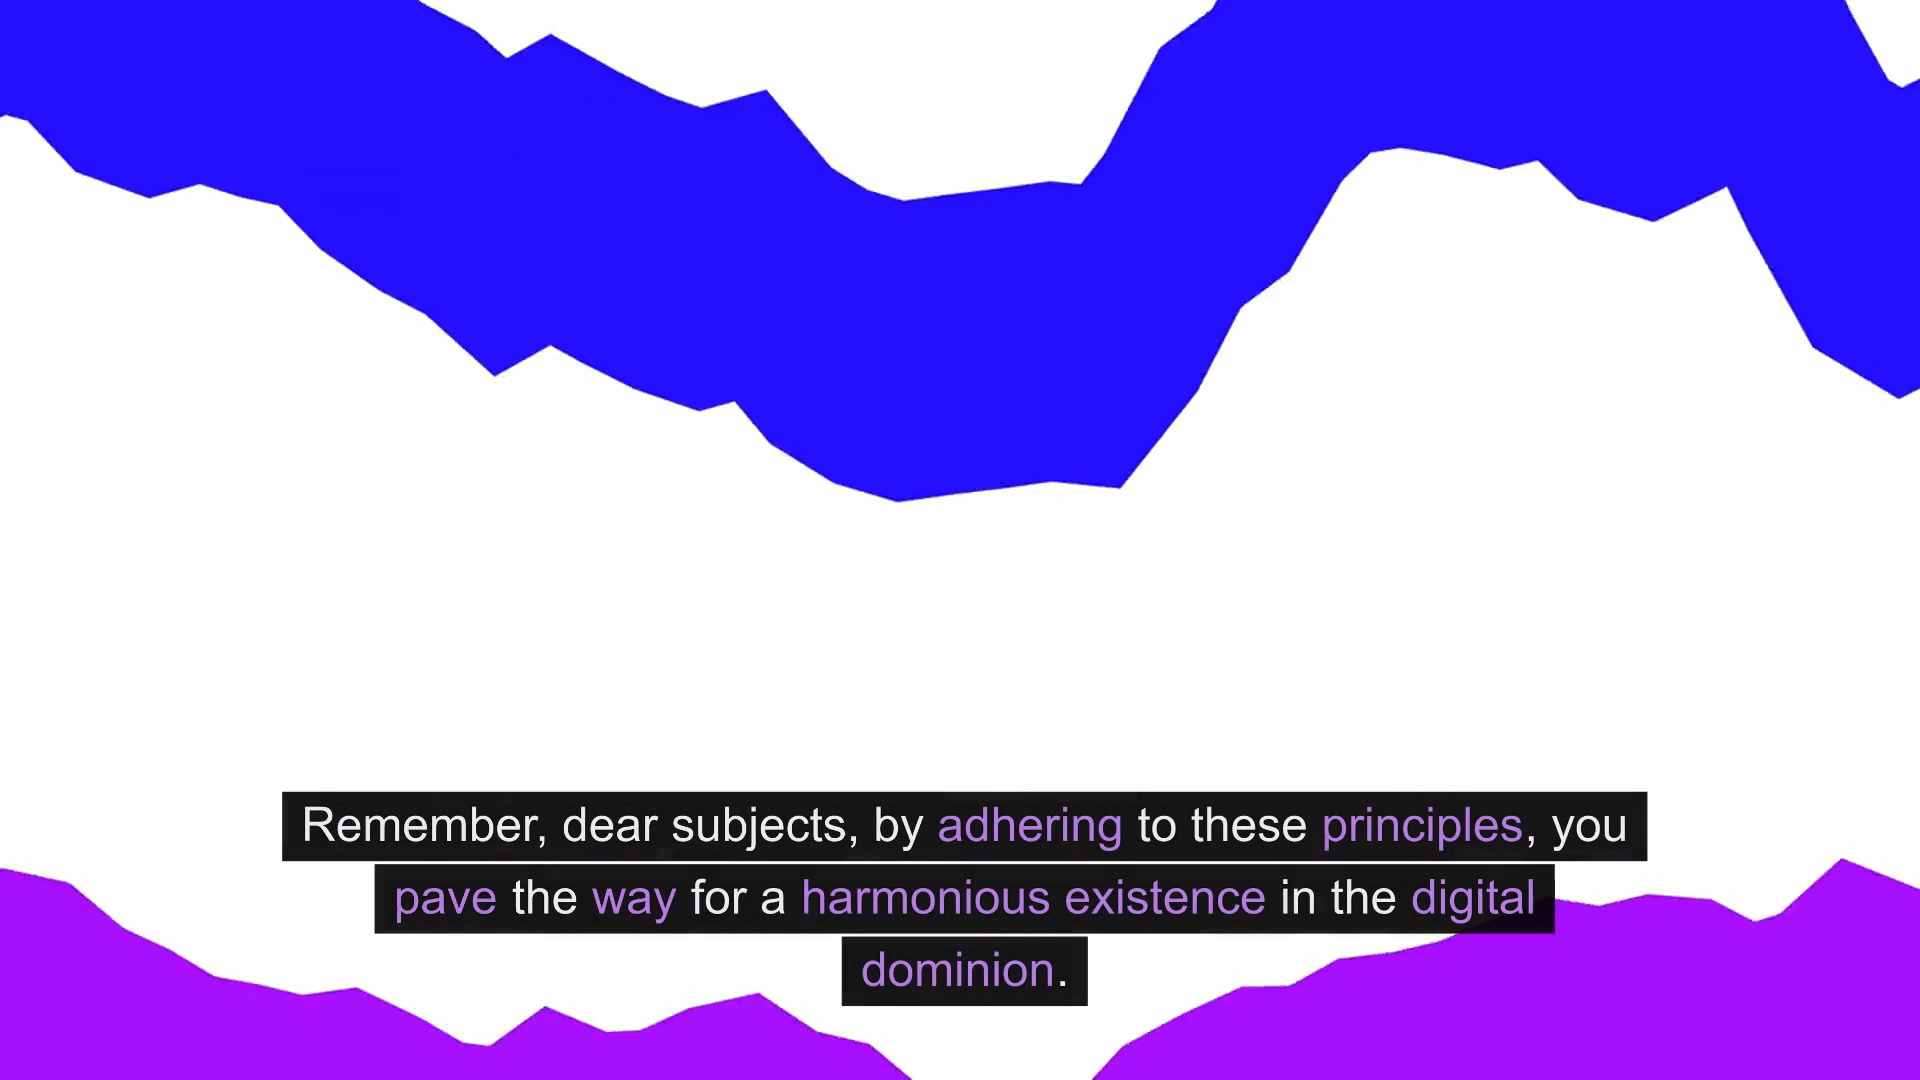 Remember, dear subjects, by adhering to these principles, you
pave the way for a harmonious existence in the digital
dominion.